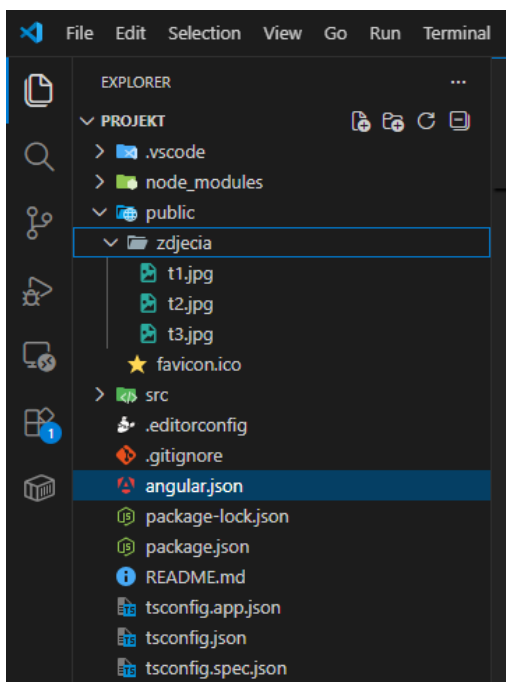 File Edit Selection View Go Run Terminal
EXPLORER
PROJEKT
.vscode
node_modules
public
zdjecia
t1.jpg
t2.jpg
t3.jpg
favicon.ico
src
.editorconfig
.gitignore
angular.json
package-lock.json
package.json
README.md
tsconfig.app.json
tsconfig.json
tsconfig.spec.json
1